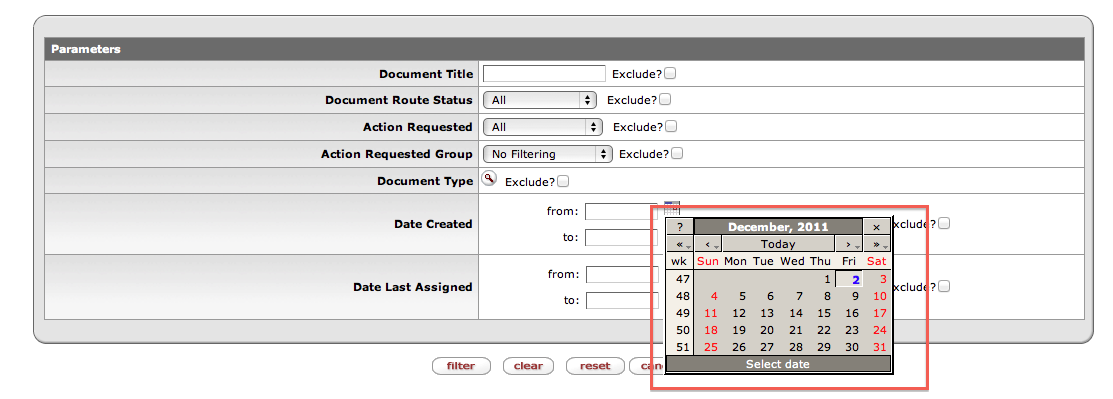 Parameters
Document Title Exclude?
Document Route Status All Exclude?
Action Requested All Exclude?
Action Requested Group No Filtering Exclude?
Document Type Exclude?
Date Created from: xclude?
to:
Date Last Assigned from: xclude?
to:
? December, 2011 ×
« ‹ Today › »
wk Sun Mon Tue Wed Thu Fri Sat
47 1 2 3
48 4 5 6 7 8 9 10
49 11 12 13 14 15 16 17
50 18 19 20 21 22 23 24
51 25 26 27 28 29 30 31
Select date
filter clear reset can